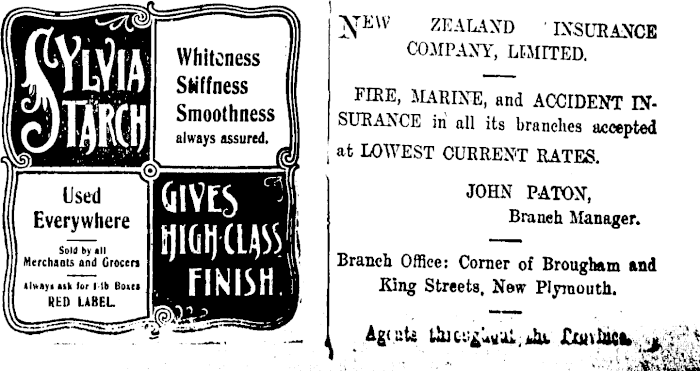 SYLVIA
STARCH
Whiteness
Stiffness
Smoothness
always assured.
Used
Everywhere
Sold by all
Merchants and Grocers
Always ask for 1-lb Boxes
RED LABEL.
GIVES
HIGH-CLASS
FINISH.
NEW ZEALAND INSURANCE
COMPANY, LIMITED.
FIRE, MARINE, and ACCIDENT IN-
SURANCE in all its branches accepted
at LOWEST CURRENT RATES.
JOHN PATON,
Branch Manager.
Branch Office: Corner of Brougham and
King Streets, New Plymouth.
Agents throughout the Province.